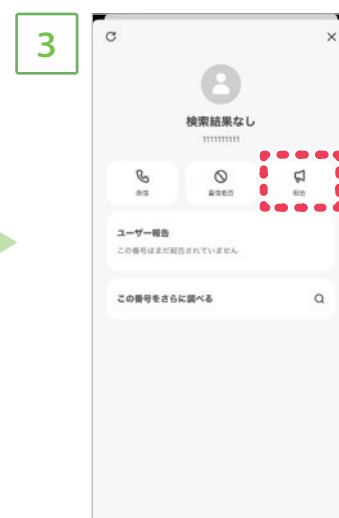 3
検索結果なし
1111111111
発信
着信拒否
報告
ユーザー報告
この番号はまだ報告されていません
この番号をさらに調べる